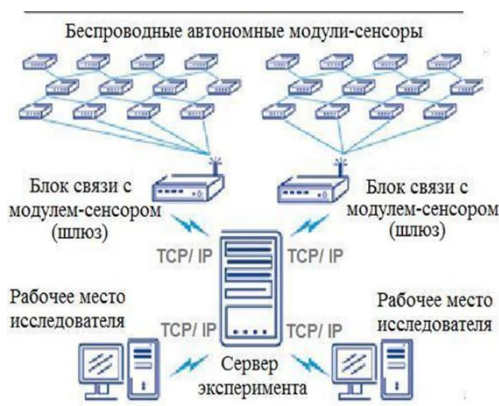 Беспроводные автономные модули-сенсоры
Блок связи с
модулем-сенсором
(шлюз)
Блок связи с
модулем-сенсором
(шлюз)
TCP/ IP
TCP/ IP
Рабочее место
исследователя
Рабочее место
исследователя
TCP/ IP
TCP/ IP
Сервер
эксперимента